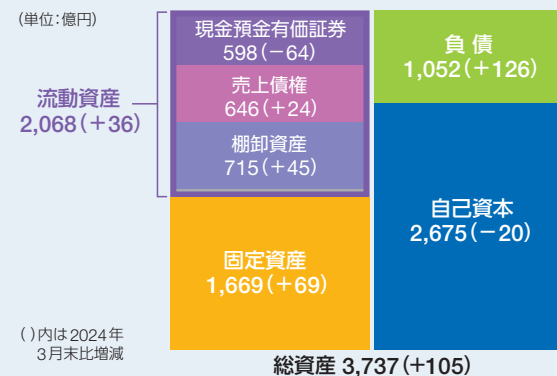 (単位:億円)
現金預金有価証券
598(−64)
売上債権
646(+24)
棚卸資産
715(+45)
流動資産
2,068(+36)
固定資産
1,669(+69)
負 債
1,052(+126)
自己資本
2,675(−20)
( )内は2024年
3月末比増減
総資産 3,737(+105)